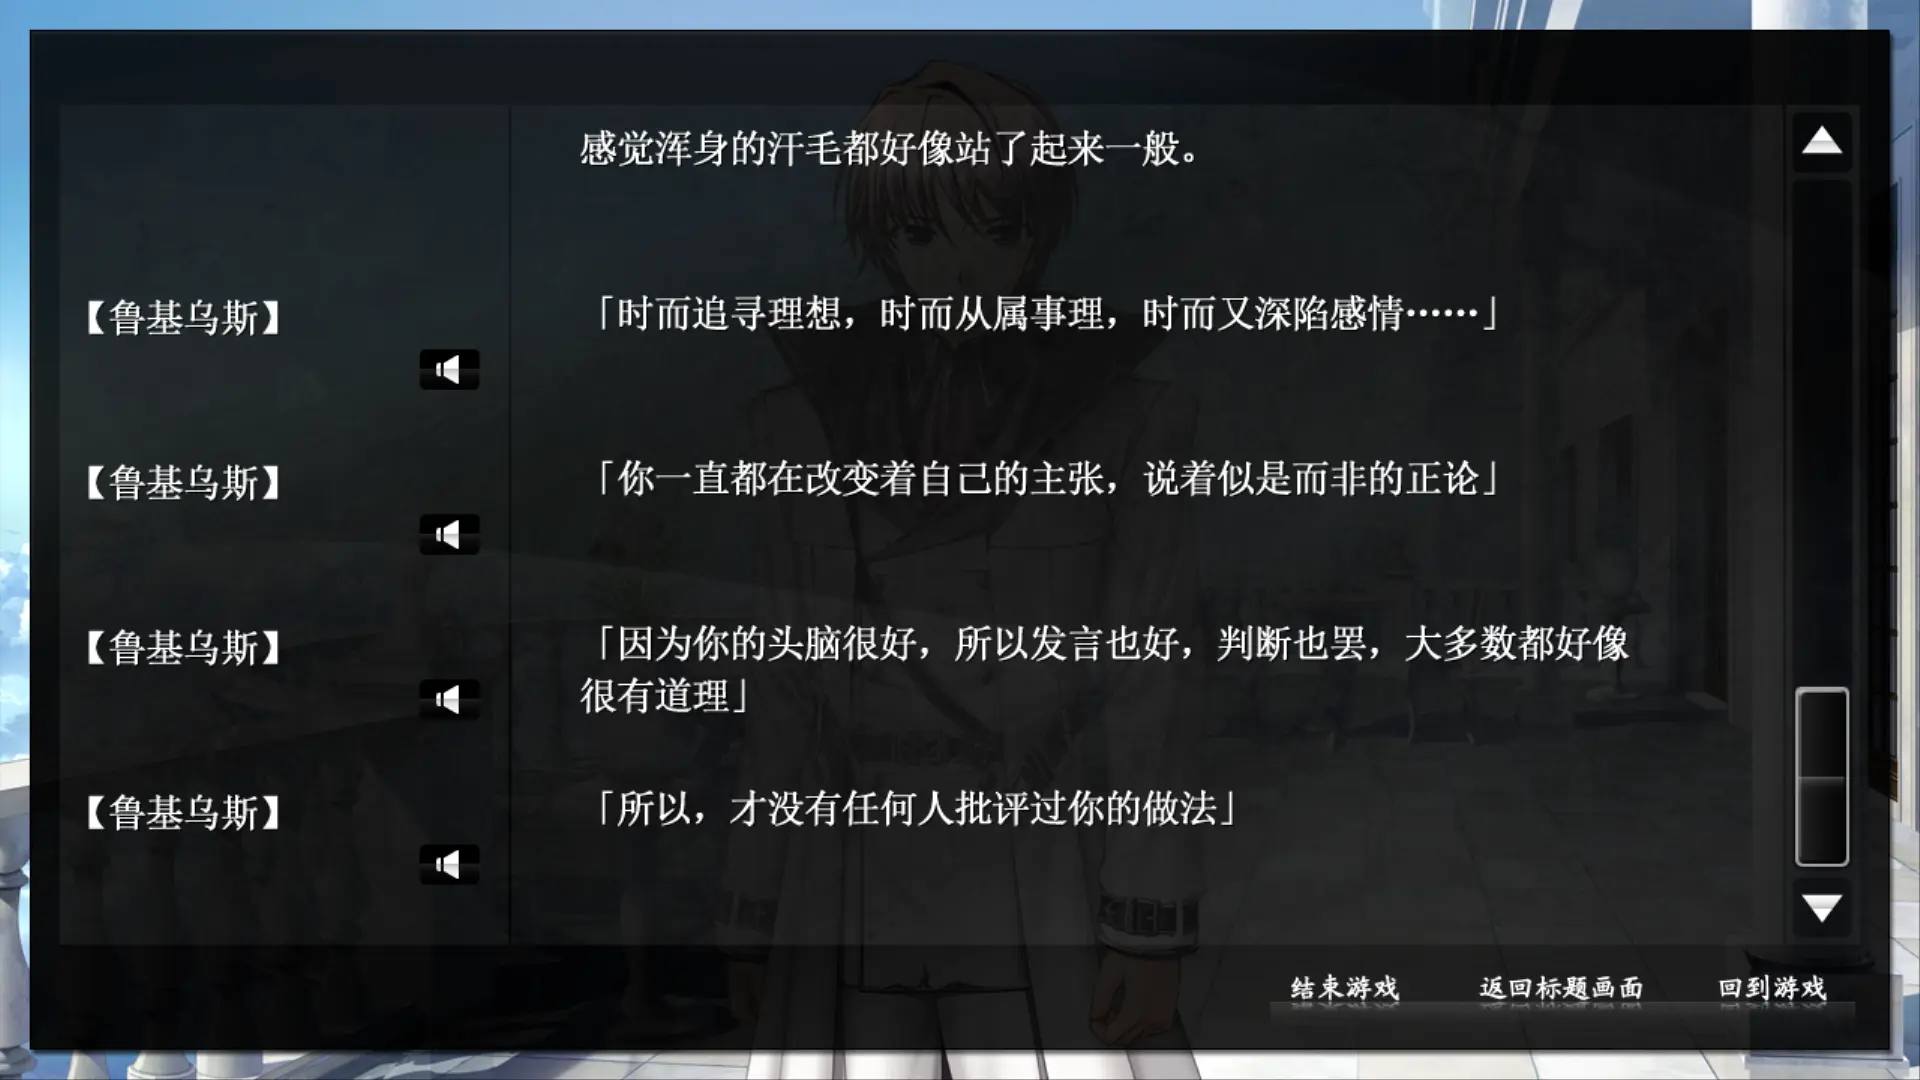 感觉浑身的汗毛都好像站了起来一般。
【鲁基乌斯】
「时而追寻理想，时而从属事理，时而又深陷感情……」
【鲁基乌斯】
「你一直都在改变着自己的主张，说着似是而非的正论」
【鲁基乌斯】
「因为你的头脑很好，所以发言也好，判断也罢，大多数都好像
很有道理」
【鲁基乌斯】
「所以，才没有任何人批评过你的做法」
结束游戏 返回标题画面 回到游戏